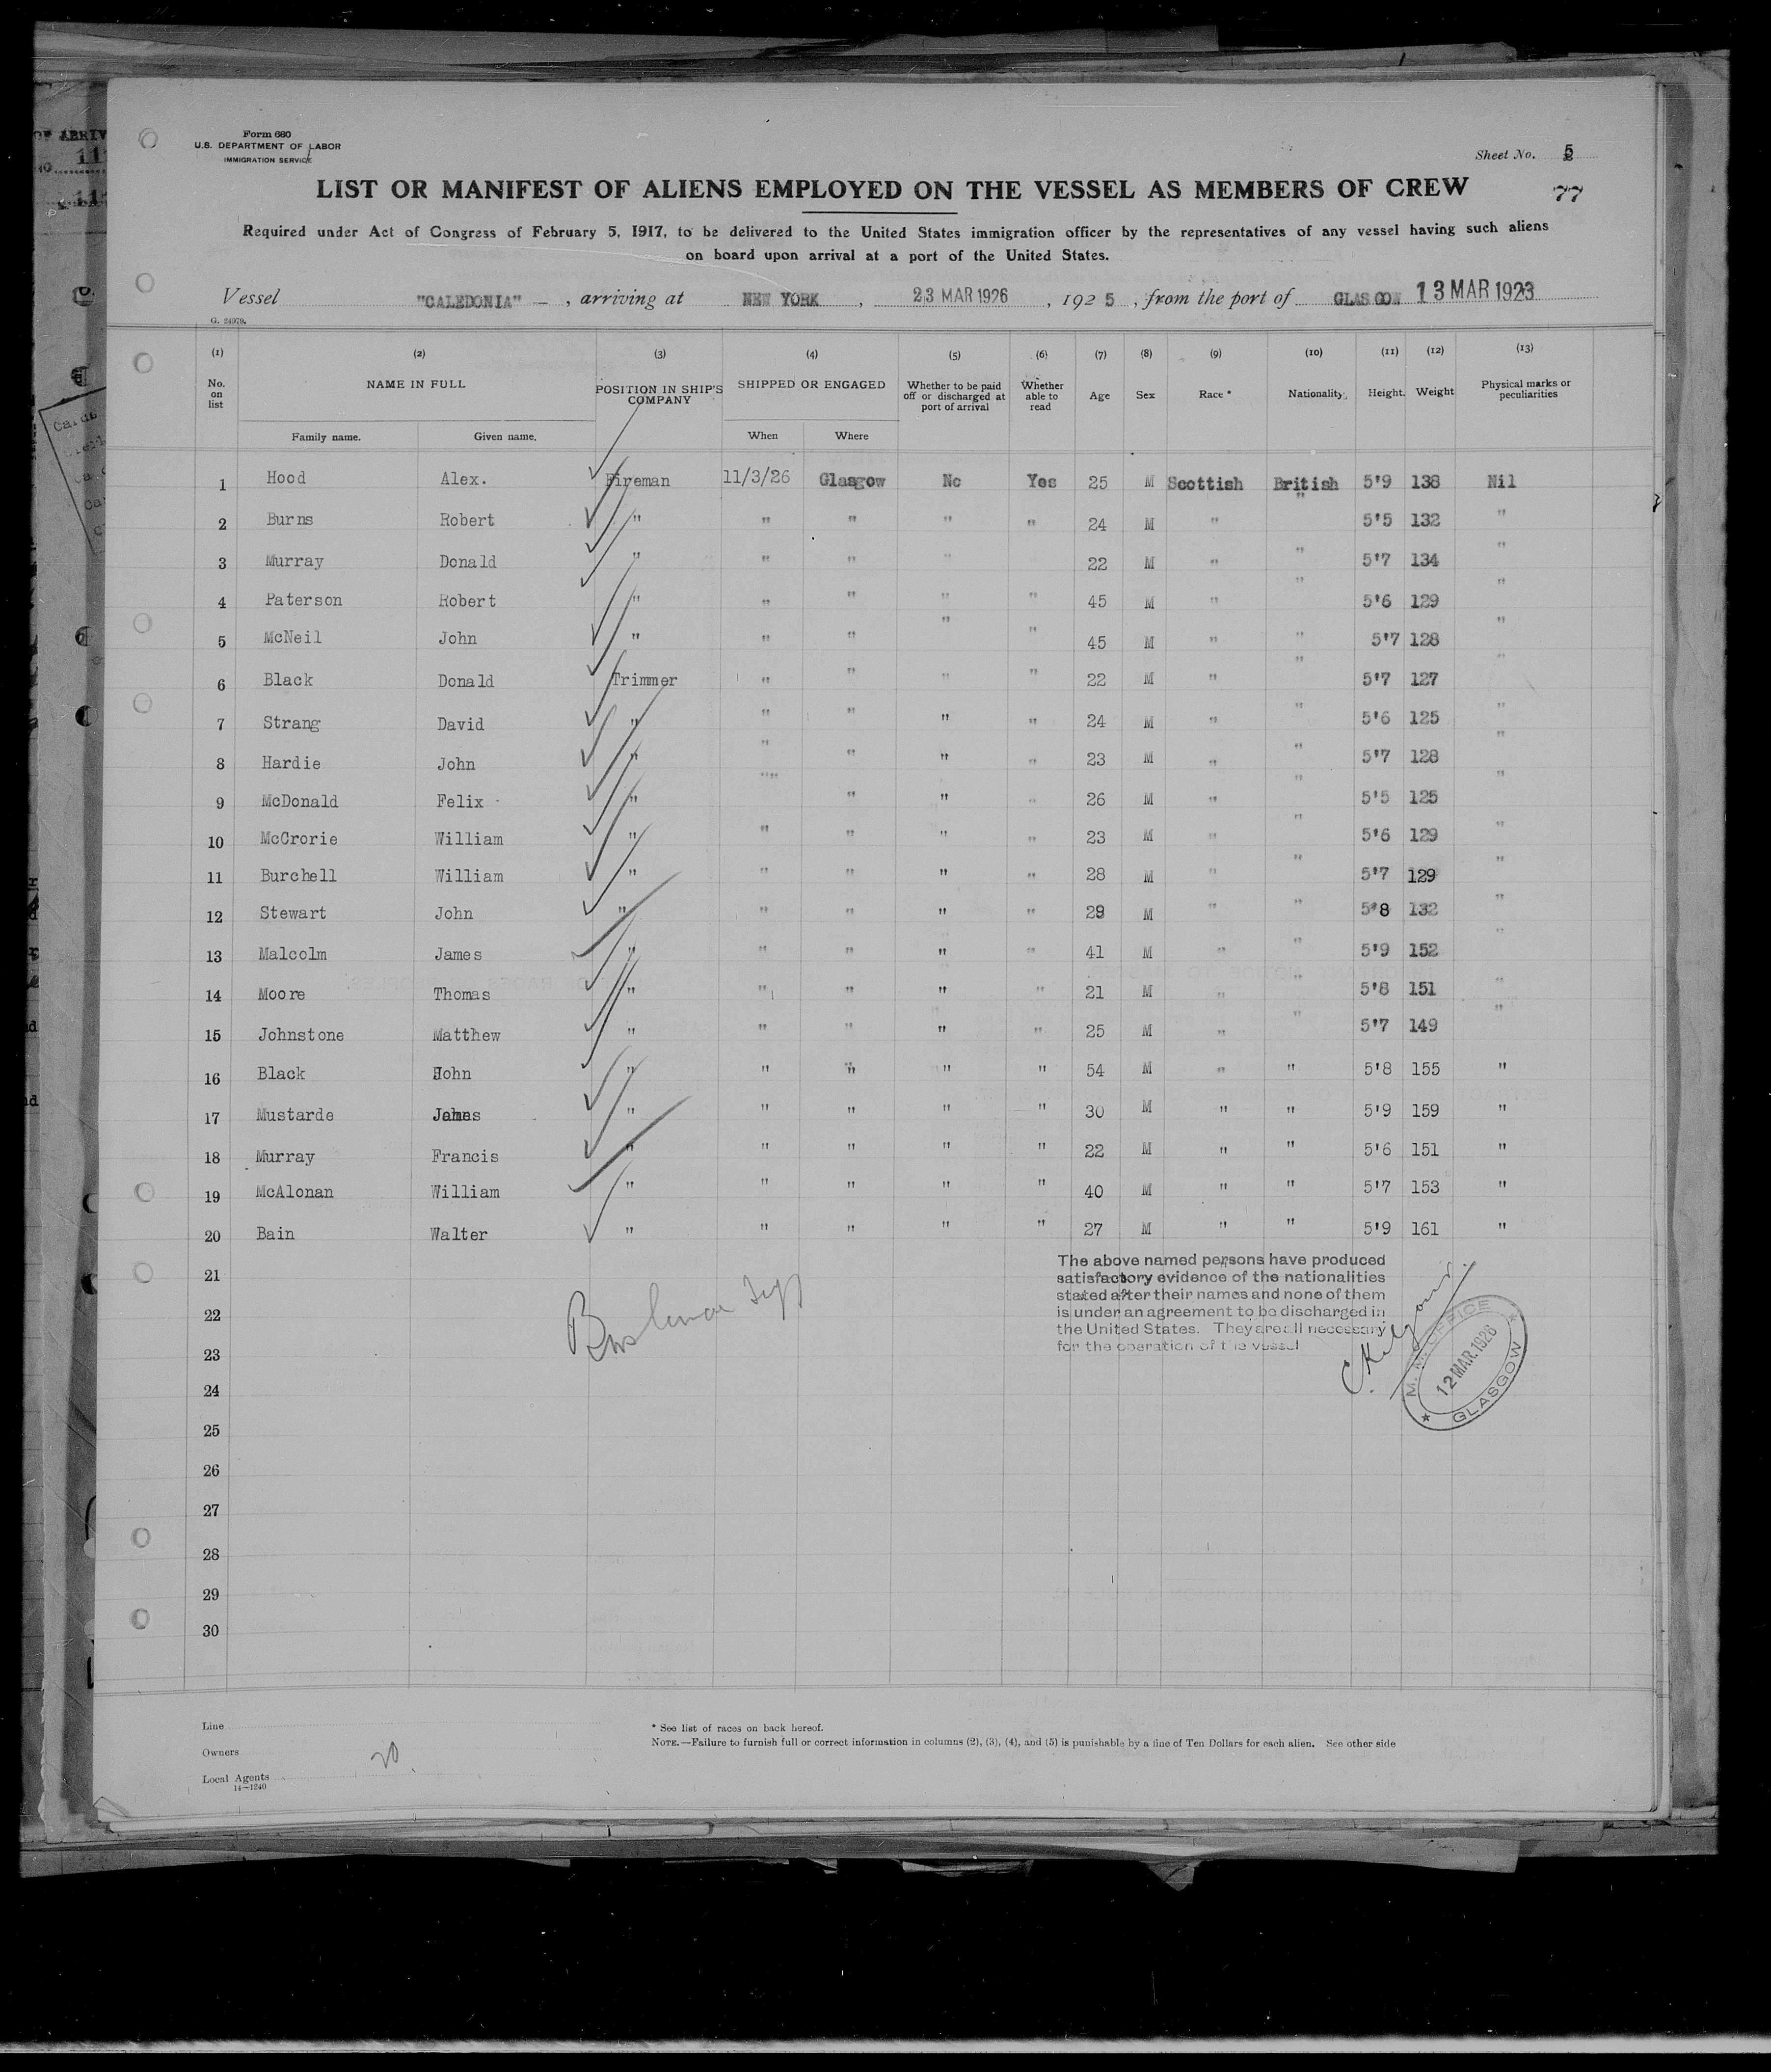 Form 680
U.S. DEPARTMENT OF LABOR
IMMIGRATION SERVICE
Sheet No. 5
77
LIST OR MANIFEST OF ALIENS EMPLOYED ON THE VESSEL AS MEMBERS OF CREW
Required under Act of Congress of February 5, 1917, to be delivered to the United States immigration officer by the representatives of any vessel having such aliens
on board upon arrival at a port of the United States.
Vessel "CALEDONIA" , arriving at NEW YORK , 23 MAR 1926 , 192 5 , from the port of GLASGOW 13 MAR 1923
G. 24979.
(1) (2) (3) (4) (5) (6) (7) (8) (9) (10) (11) (12) (13)
No. on list NAME IN FULL POSITION IN SHIP'S COMPANY SHIPPED OR ENGAGED Whether to be paid off or discharged at port of arrival Whether able to read Age Sex Race * Nationality. Height. Weight Physical marks or peculiarities
Family name. Given name. When Where
1 Hood Alex. Fireman 11/3/26 Glasgow No Yes 25 M Scottish British 5'9 138 Nil
2 Burns Robert " " " " " 24 M " " 5'5 132 "
3 Murray Donald " " " " 22 M " " 5'7 134 "
4 Paterson Robert " " " " " 45 M " " 5'6 129 "
5 McNeil John " " " " " 45 M " " 5'7 128 "
6 Black Donald Trimmer " " " " 22 M " " 5'7 127 "
7 Strang David " " " " " 24 M " " 5'6 125 "
8 Hardie John " " " " " 23 M " " 5'7 128 "
9 McDonald Felix " "" " " " 26 M " " 5'5 125 "
10 McCrorie William " " " " " 23 M " " 5'6 129 "
11 Burchell William " " " " " 28 M " " 5'7 129 "
12 Stewart John " " " " " 29 M " " 5'8 132 "
13 Malcolm James " " " " " 41 M " " 5'9 152 "
14 Moore Thomas " " " " " 21 M " " 5'8 151 "
15 Johnstone Matthew " " " " " 25 M " " 5'7 149 "
16 Black John " " " " " 54 M " " 5'8 155 "
17 Mustarde James " " " " " 30 M " " 5'9 159 "
18 Murray Francis " " " " " 22 M " " 5'6 151 "
19 McAlonan William " " " " " 40 M " " 5'7 153 "
20 Bain Walter " " " " " 27 M " " 5'9 161 "
21
22
23
24
25
26
27
28
29
30
The above named persons have produced
satisfactory evidence of the nationalities
stated after their names and none of them
is under an agreement to be discharged in
the United States. They are all necessary
for the operation of the vessel
M. M. OFFICE
12 MAR. 1926
GLASGOW
Line
Owners
20
Local Agents
14—1240
* See list of races on back hereof.
NOTE.—Failure to furnish full or correct information in columns (2), (3), (4), and (5) is punishable by a fine of Ten Dollars for each alien. See other side